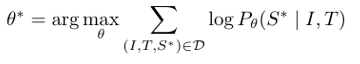 θ* = arg max_θ ∑_{(I,T,S*)∈𝒟} log P_θ(S* | I, T)